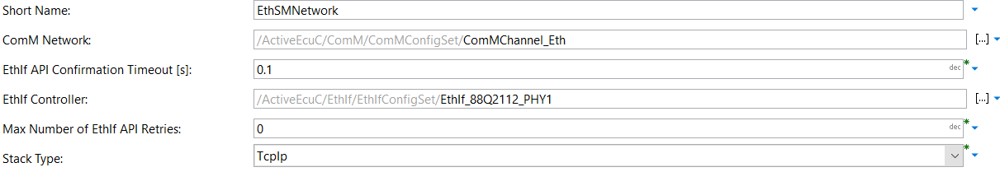 Short Name: EthSMNetwork
ComM Network: /ActiveEcuC/ComM/ComMConfigSet/ComMChannel_Eth [...]
EthIf API Confirmation Timeout [s]: 0.1 dec
EthIf Controller: /ActiveEcuC/EthIf/EthIfConfigSet/EthIf_88Q2112_PHY1 [...]
Max Number of EthIf API Retries: 0 dec
Stack Type: TcpIp